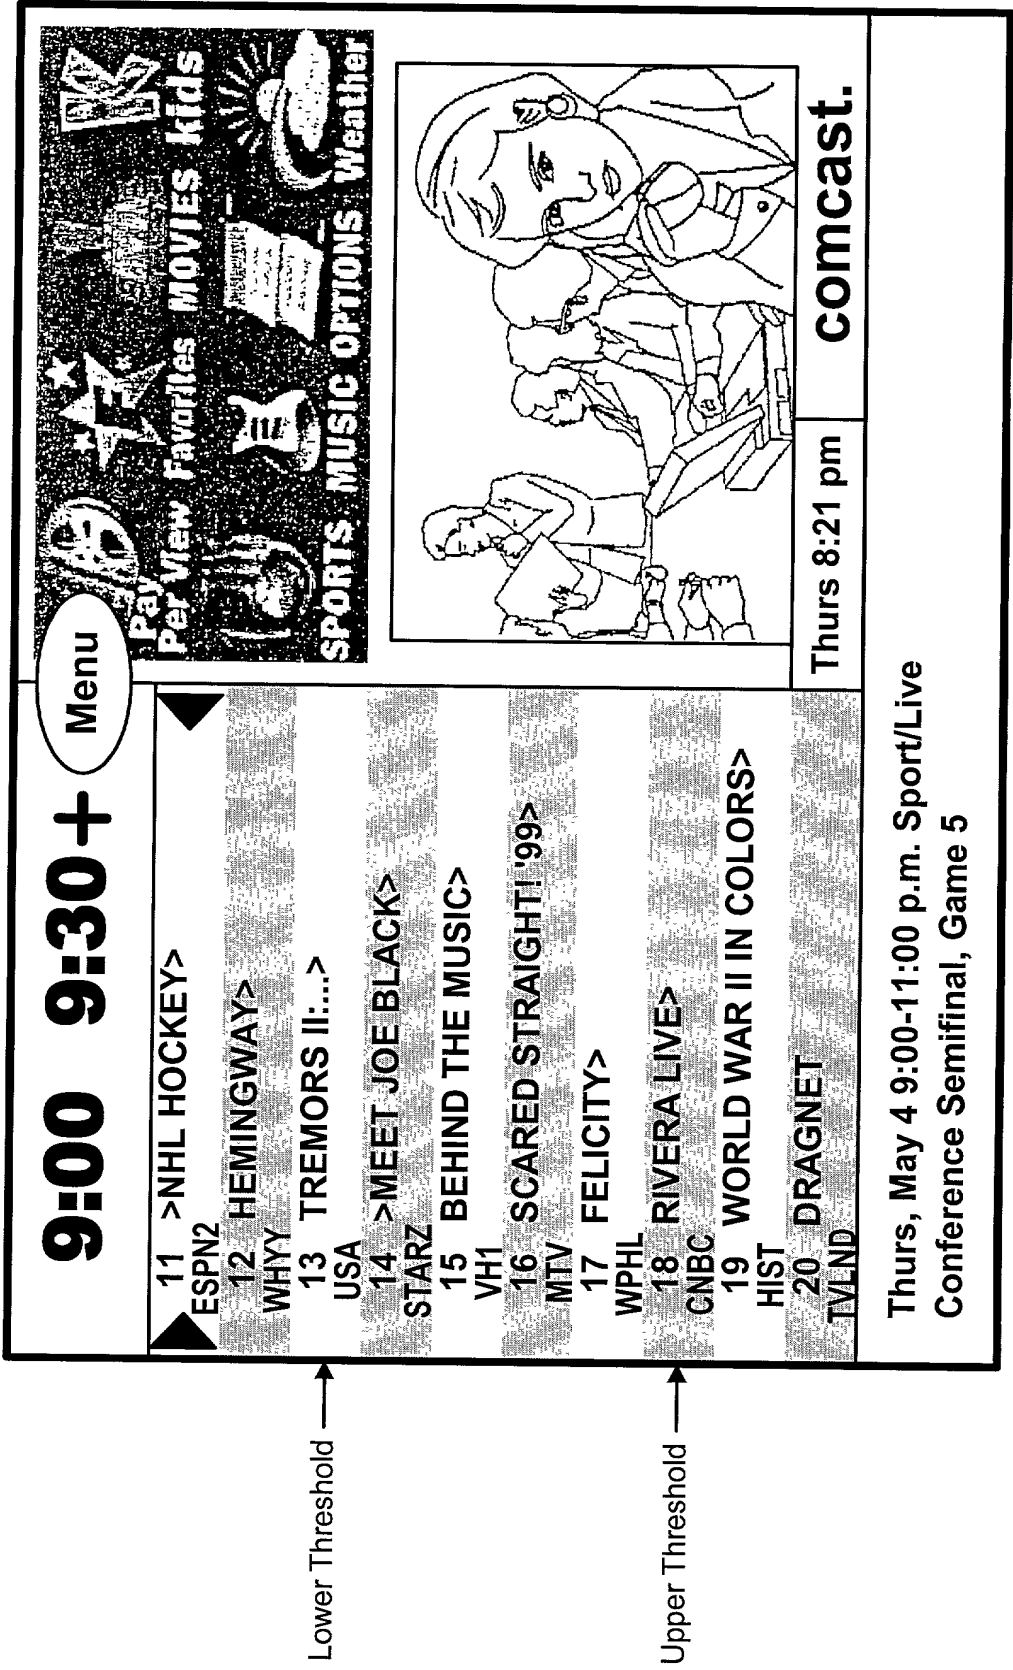 9:00 9:30+
Menu
Pay
Per View Favorites MOVIES kids
SPORTS MUSIC OPTIONS Weather
11 >NHL HOCKEY>
ESPN2
12 HEMINGWAY>
WHYY
13 TREMORS II:...>
USA
14 >MEET JOE BLACK>
STARZ
15 BEHIND THE MUSIC>
VH1
16 SCARED STRAIGHT! '99>
MTV
17 FELICITY>
WPHL
18 RIVERA LIVE>
CNBC
19 WORLD WAR II IN COLORS>
HIST
20 DRAGNET
TVLND
Thurs 8:21 pm
comcast.
Thurs, May 4 9:00-11:00 p.m. Sport/Live
Conference Semifinal, Game 5
Lower Threshold
Upper Threshold